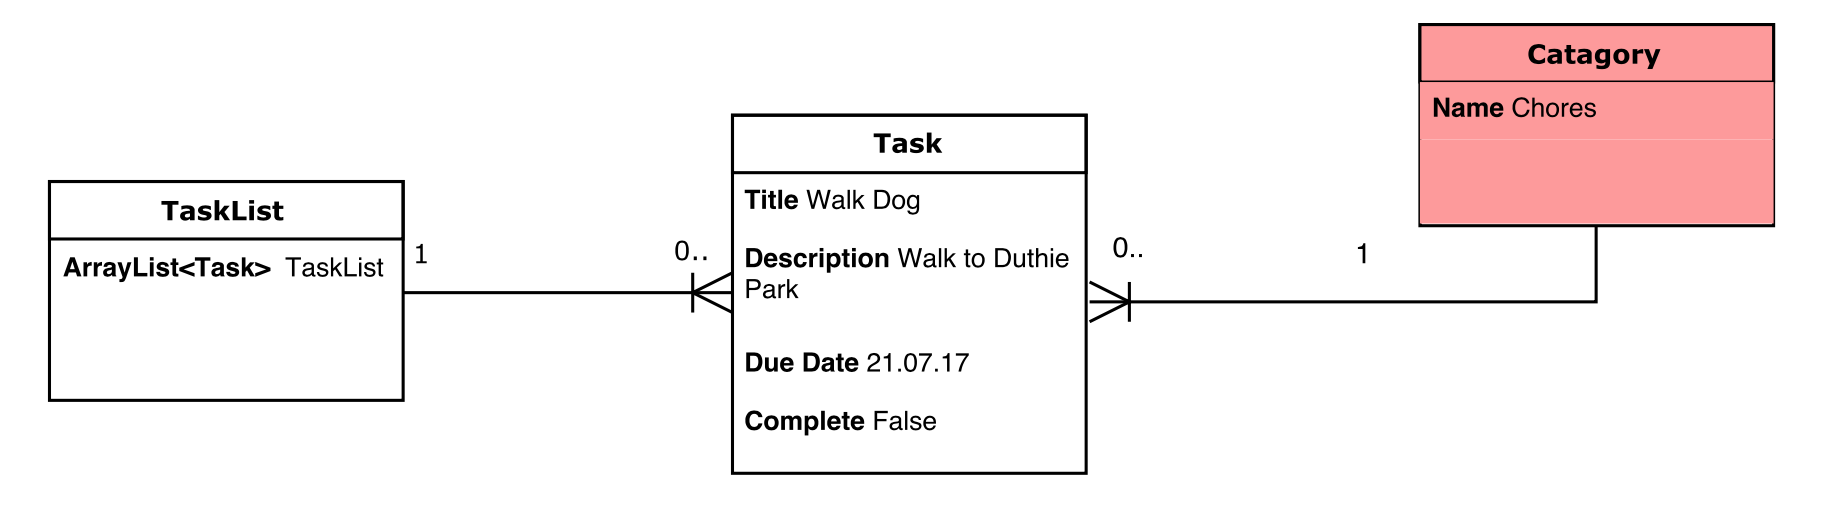 TaskList
ArrayList<Task> TaskList
1
0..
Task
Title Walk Dog
Description Walk to Duthie
Park
Due Date 21.07.17
Complete False
0..
1
Catagory
Name Chores